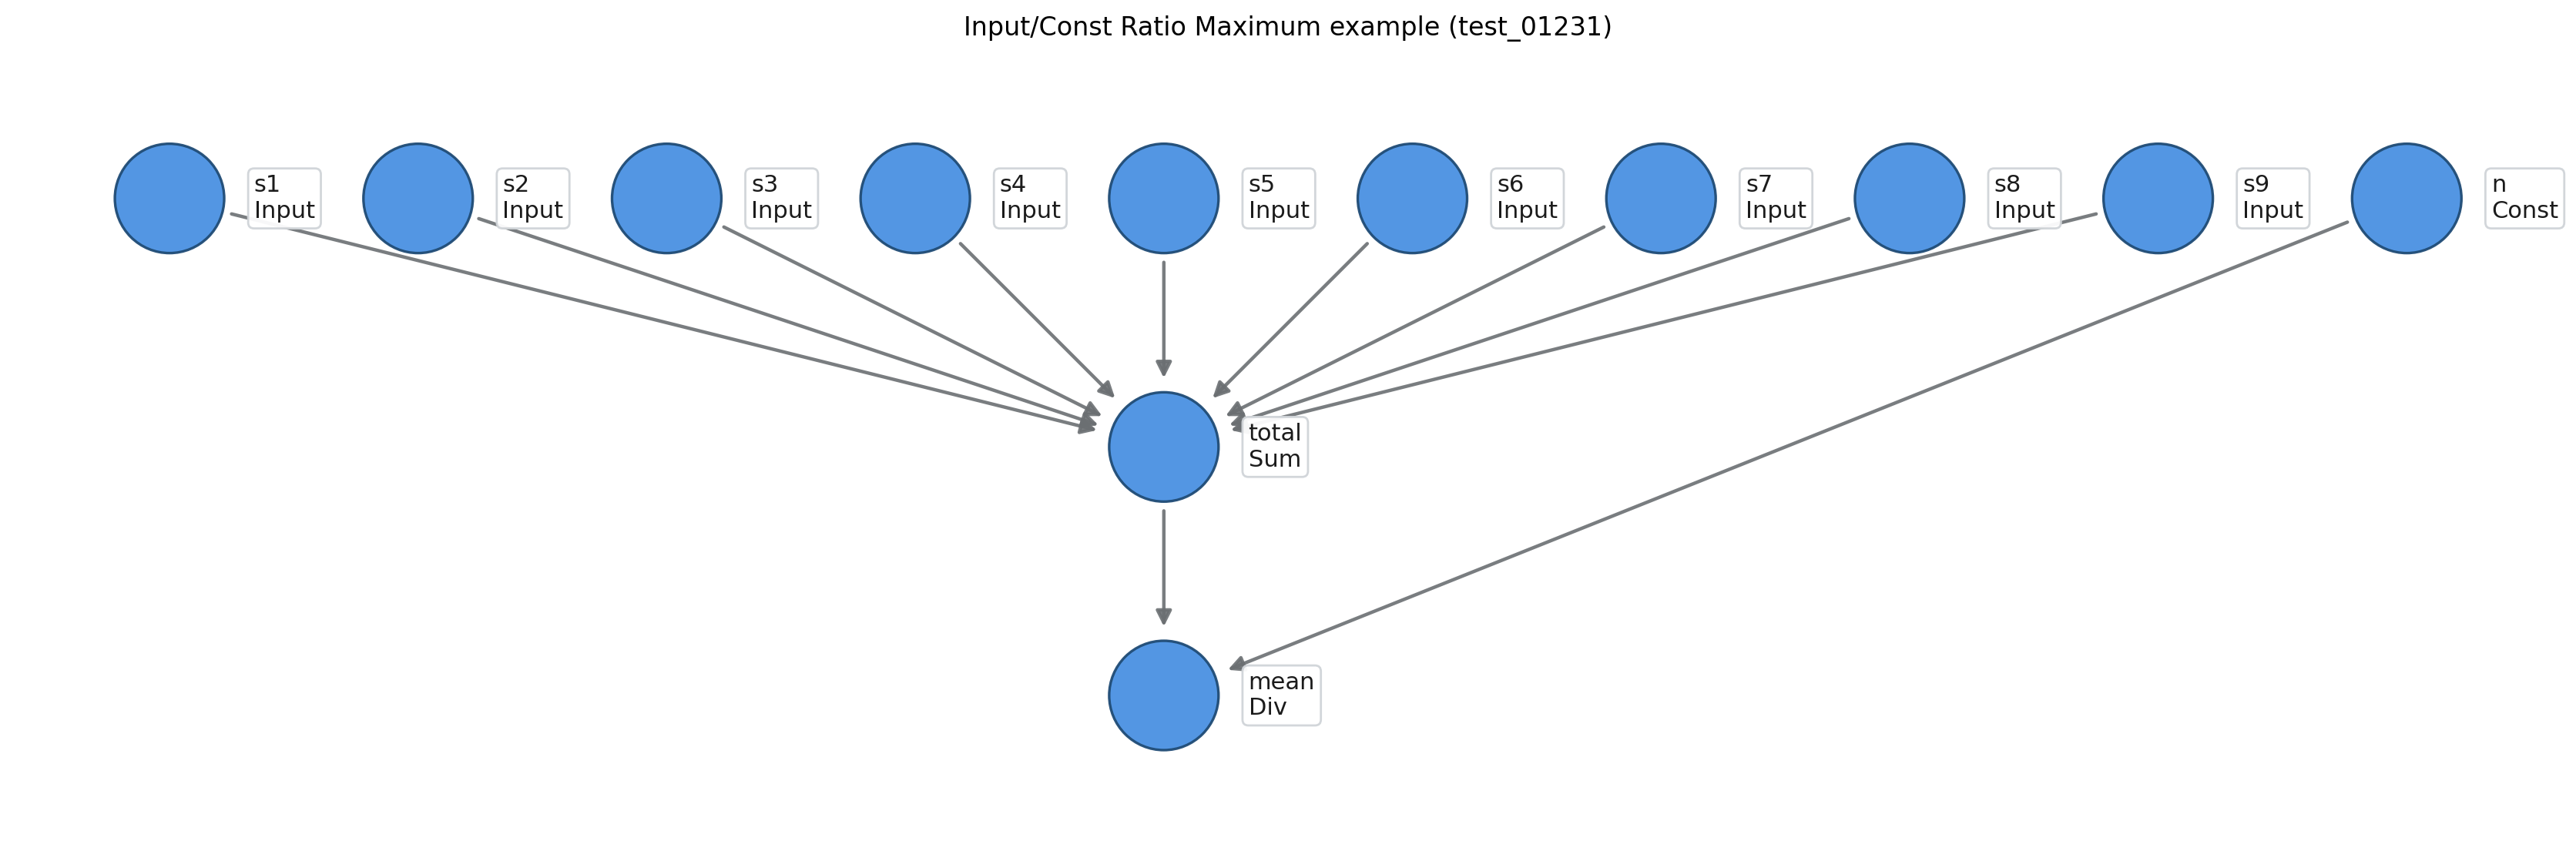 Input/Const Ratio Maximum example (test_01231)
s1
Input
s2
Input
s3
Input
s4
Input
s5
Input
s6
Input
s7
Input
s8
Input
s9
Input
n
Const
total
Sum
mean
Div